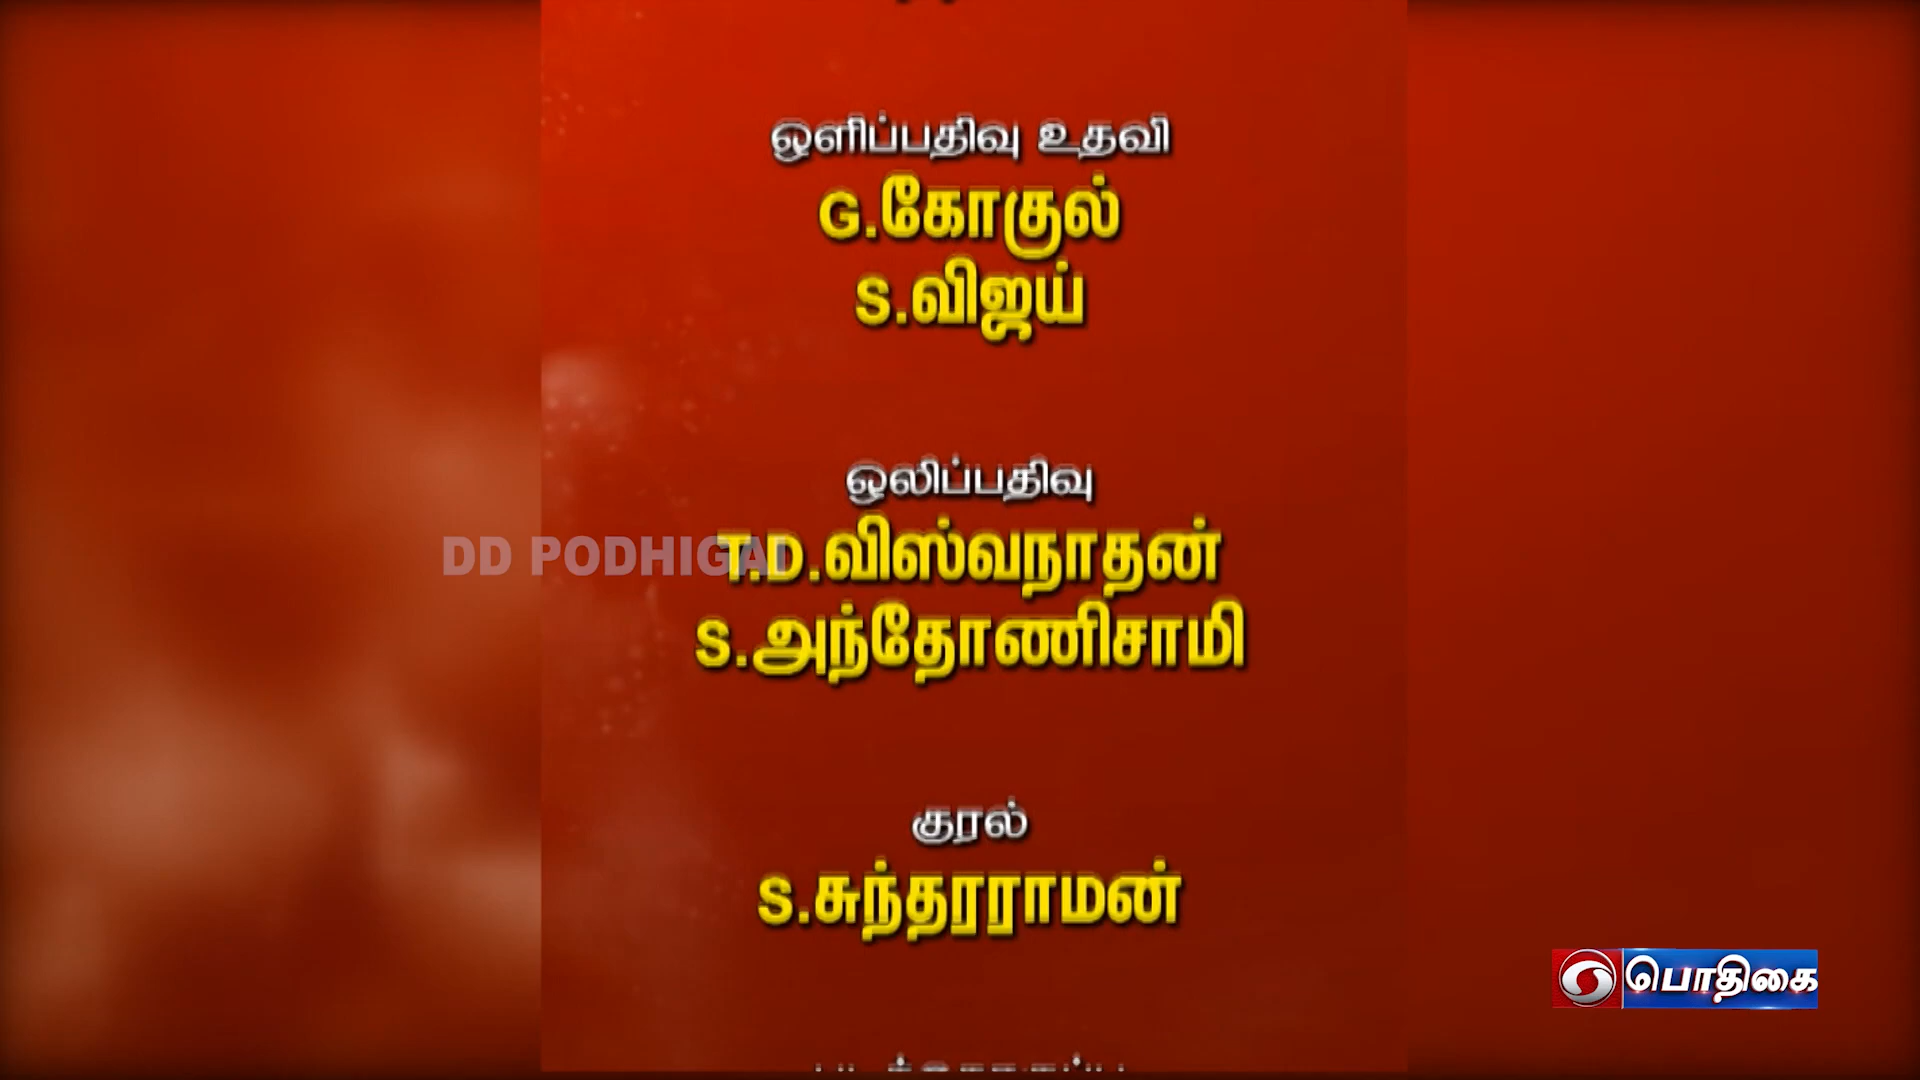 ஒளிப்பதிவு உதவி
G.கோகுல்
S.விஜய்
ஒலிப்பதிவு
DD PODHIGAI
T.D.விஸ்வநாதன்
S.அந்தோணிசாமி
குரல்
S.சுந்தரராமன்
பொதிகை